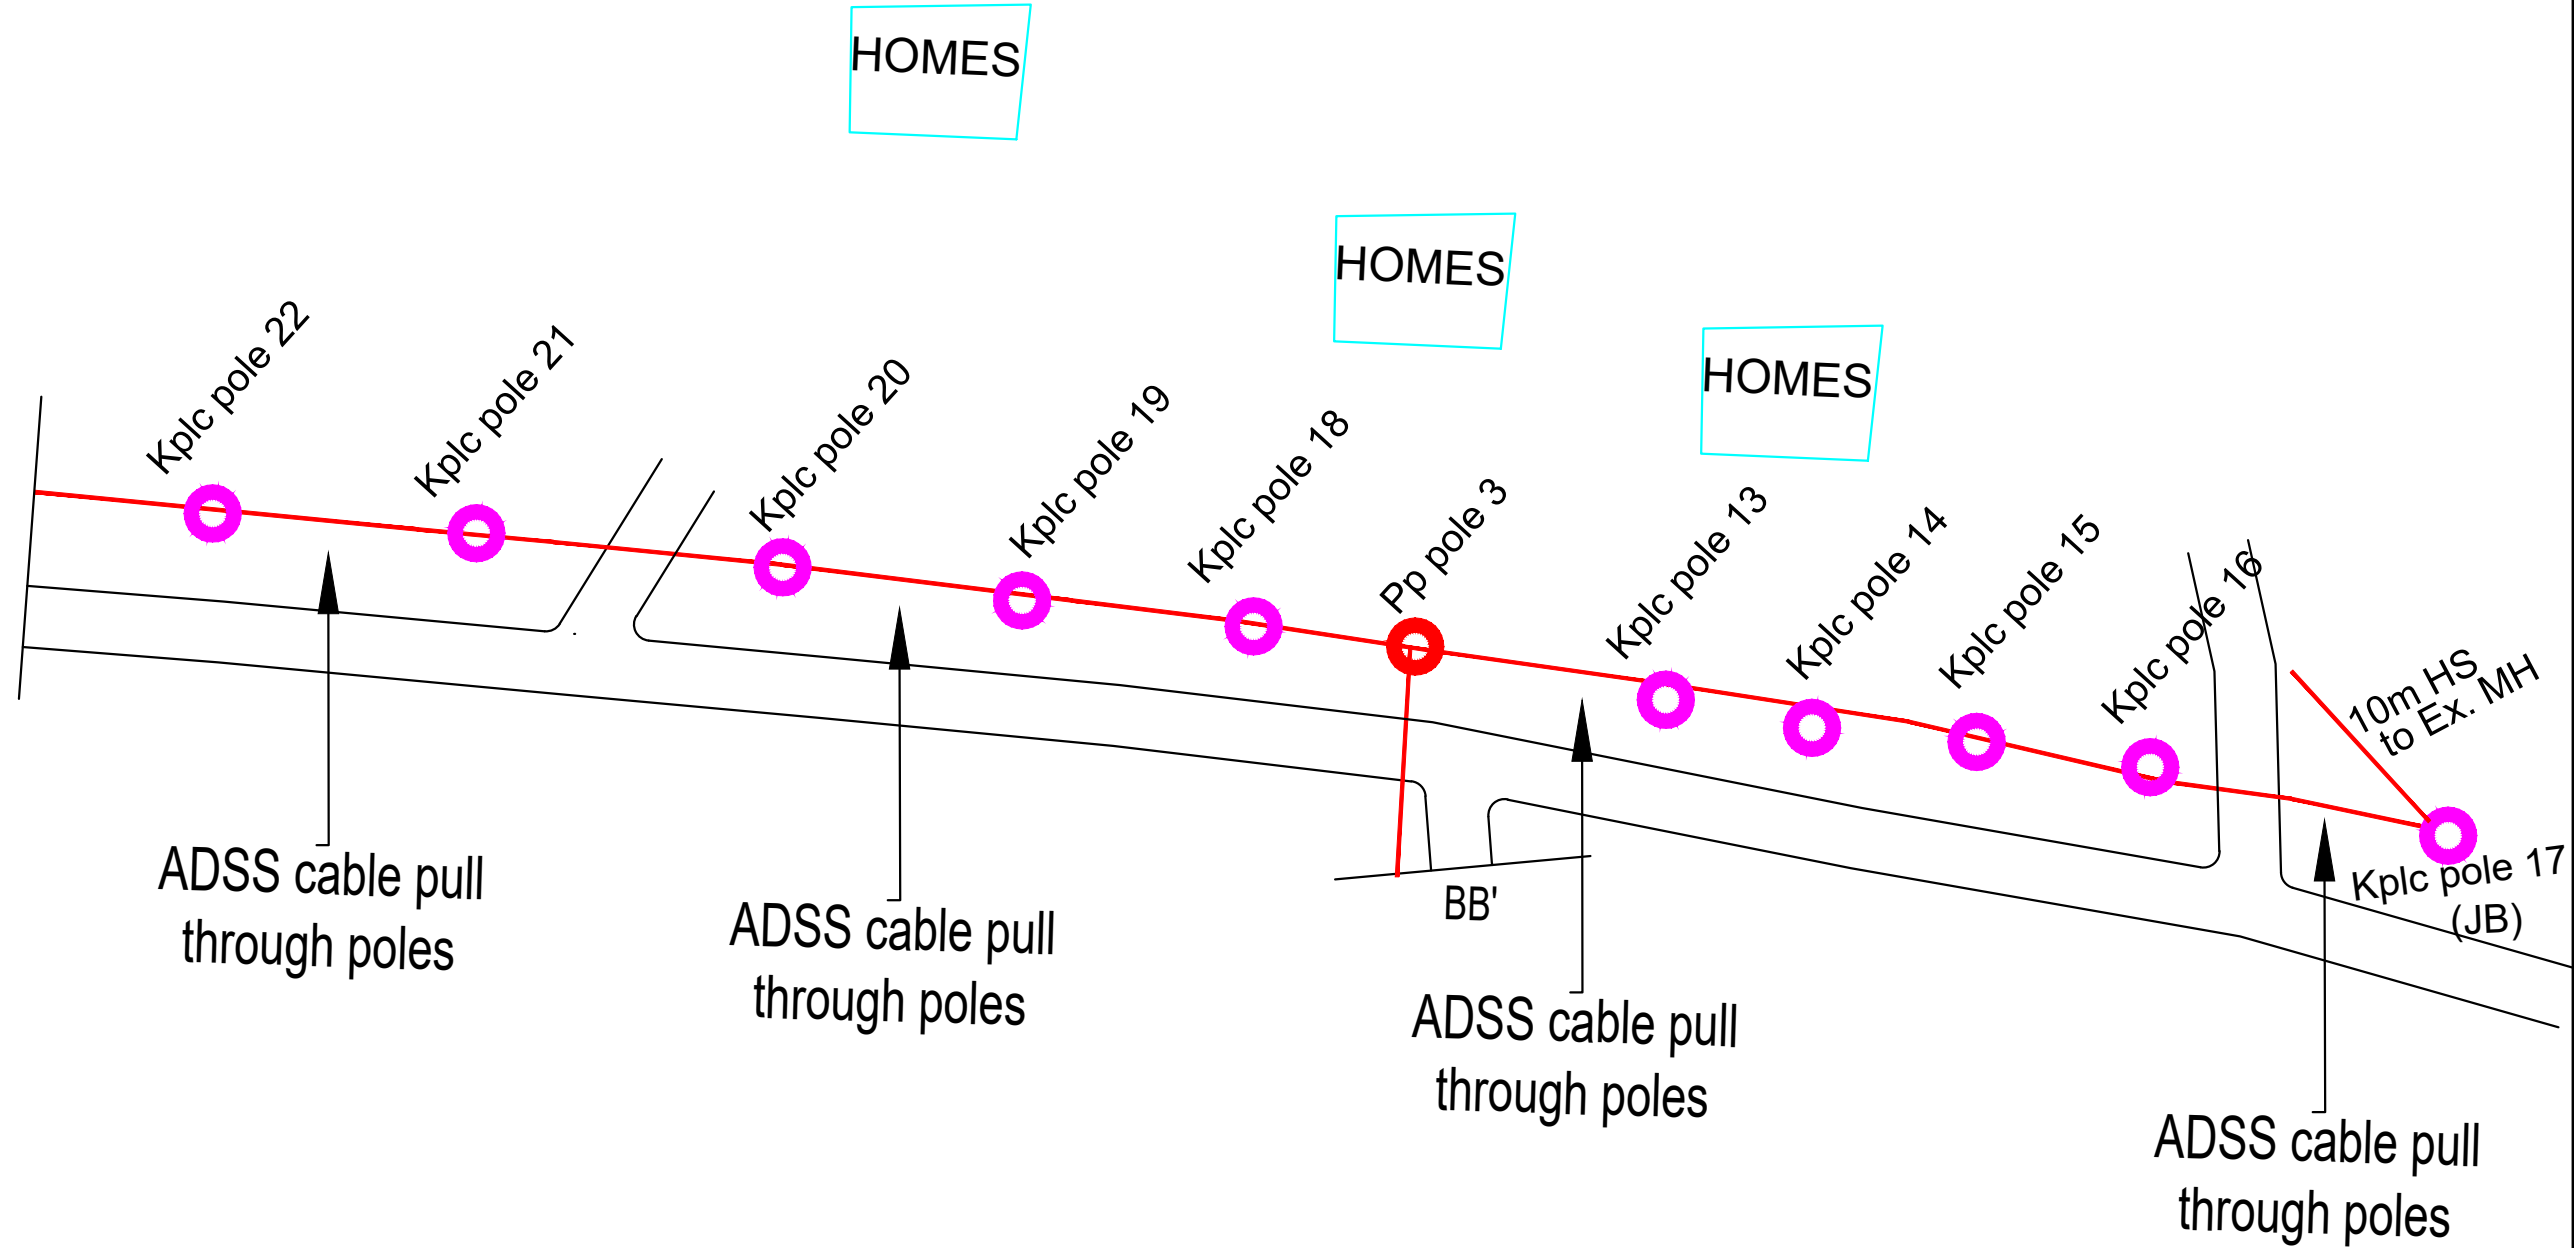 HOMES
HOMES
HOMES
Kplc pole 22
Kplc pole 21
Kplc pole 20
Kplc pole 19
Kplc pole 18
Pp pole 3
Kplc pole 13
Kplc pole 14
Kplc pole 15
Kplc pole 16
10m HS
to Ex. MH
Kplc pole 17
(JB)
BB'
ADSS cable pull
through poles
ADSS cable pull
through poles
ADSS cable pull
through poles
ADSS cable pull
through poles